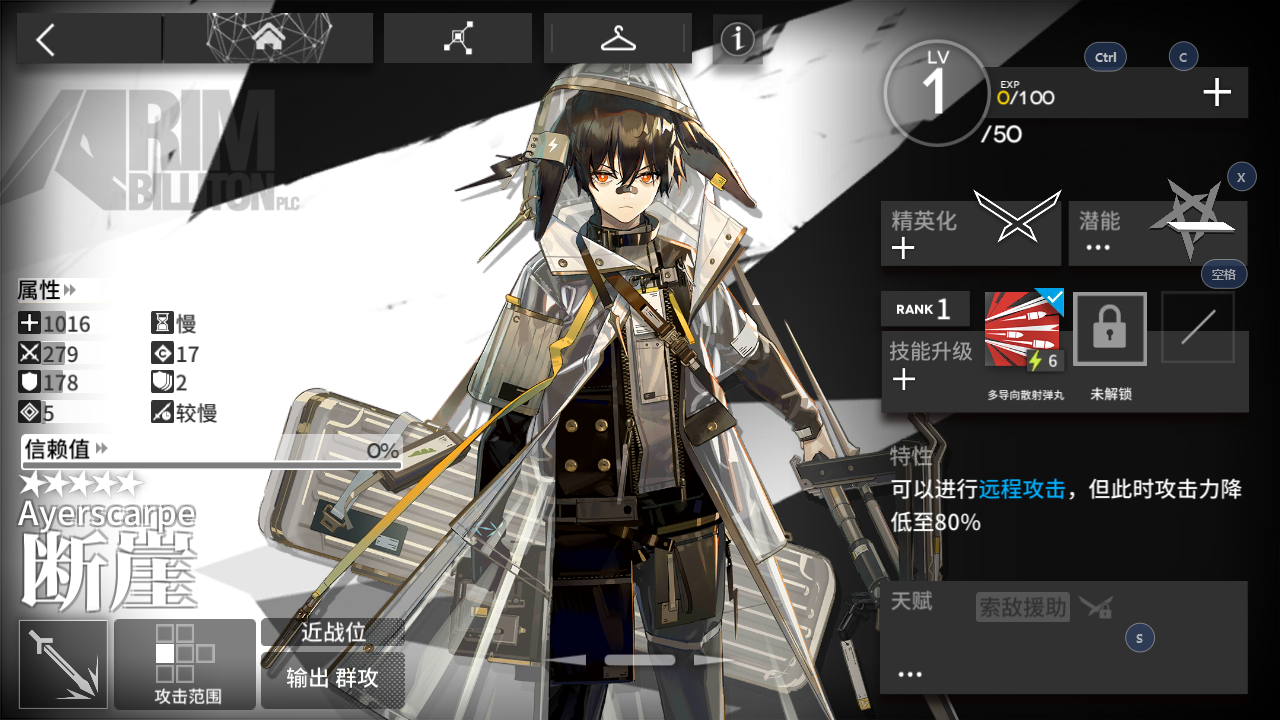 LV
1
EXP
0/100
/50
Ctrl
C
RIM
BILLITON PLC
精英化
潜能
•••
X
空格
属性
1016
慢
279
17
178
2
5
较慢
RANK 1
6
技能升级
多导向散射弹丸
未解锁
信赖值
0%
特性
可以进行远程攻击，但此时攻击力降
低至80%
Ayerscarpe
断崖
天赋
索敌援助
S
•••
近战位
输出 群攻
攻击范围